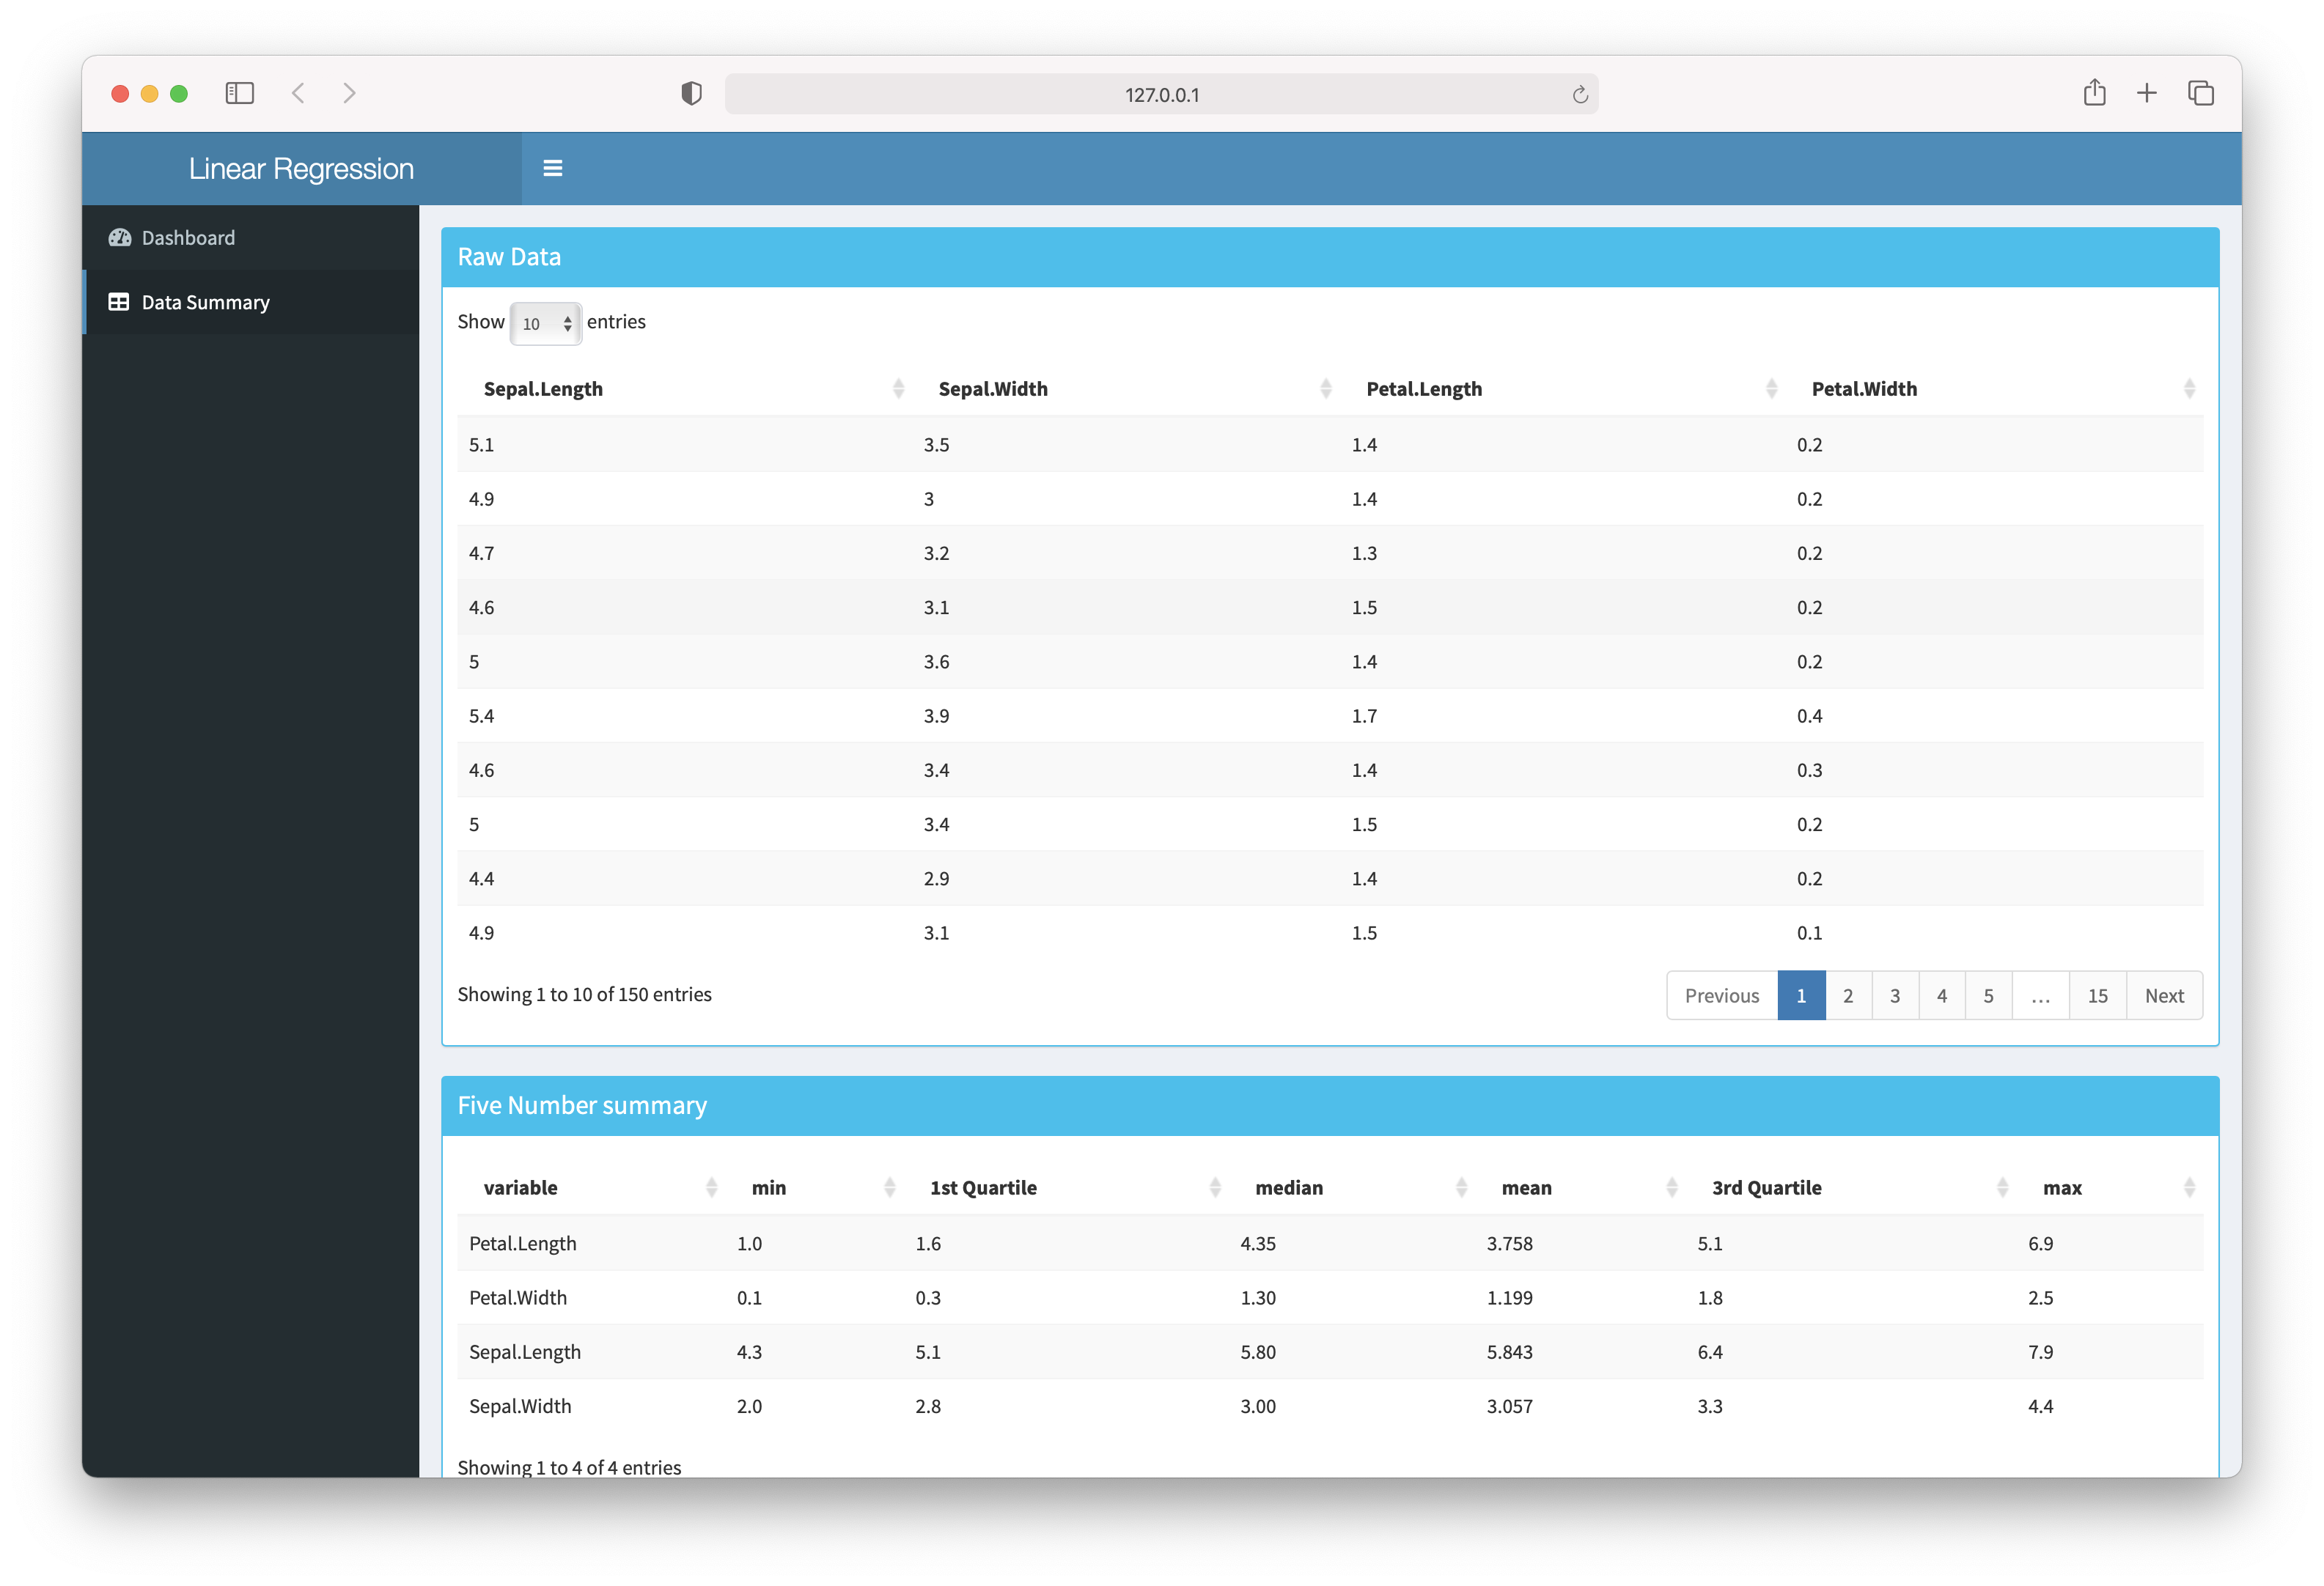 127.0.0.1
Linear Regression
Dashboard
Data Summary
Raw Data
Show 10 entries
Sepal.Length Sepal.Width Petal.Length Petal.Width
5.1 3.5 1.4 0.2
4.9 3 1.4 0.2
4.7 3.2 1.3 0.2
4.6 3.1 1.5 0.2
5 3.6 1.4 0.2
5.4 3.9 1.7 0.4
4.6 3.4 1.4 0.3
5 3.4 1.5 0.2
4.4 2.9 1.4 0.2
4.9 3.1 1.5 0.1
Showing 1 to 10 of 150 entries Previous 1 2 3 4 5 … 15 Next
Five Number summary
variable min 1st Quartile median mean 3rd Quartile max
Petal.Length 1.0 1.6 4.35 3.758 5.1 6.9
Petal.Width 0.1 0.3 1.30 1.199 1.8 2.5
Sepal.Length 4.3 5.1 5.80 5.843 6.4 7.9
Sepal.Width 2.0 2.8 3.00 3.057 3.3 4.4
Showing 1 to 4 of 4 entries